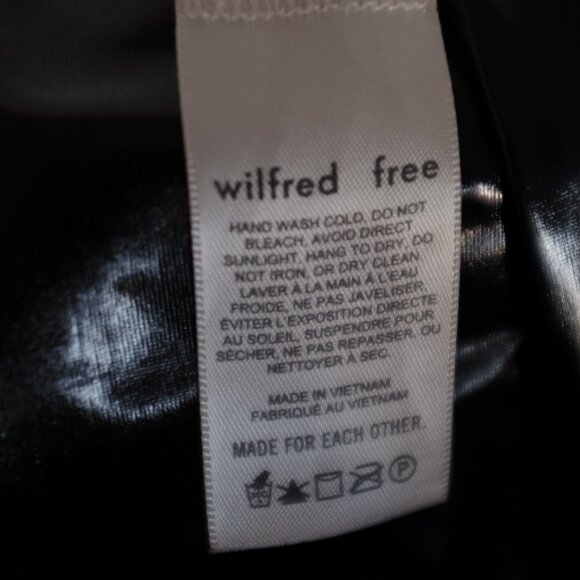 wilfred free
HAND WASH COLD, DO NOT
BLEACH, AVOID DIRECT
SUNLIGHT, HANG TO DRY, DO
NOT IRON, OR DRY CLEAN.
LAVER À LA MAIN À L'EAU
FROIDE, NE PAS JAVELISER,
ÉVITER L'EXPOSITION DIRECTE
AU SOLEIL, SUSPENDRE POUR
SÉCHER, NE PAS REPASSER, OU
NETTOYER À SEC.
MADE IN VIETNAM
FABRIQUÉ AU VIETNAM
MADE FOR EACH OTHER.
P